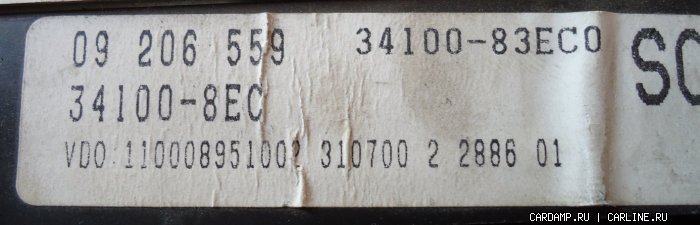 09 206 559 34100-83EC0 SC
34100-8EC
VDO 110008951002 310700 2 2886 01
CARDAMP.RU | CARLINE.RU